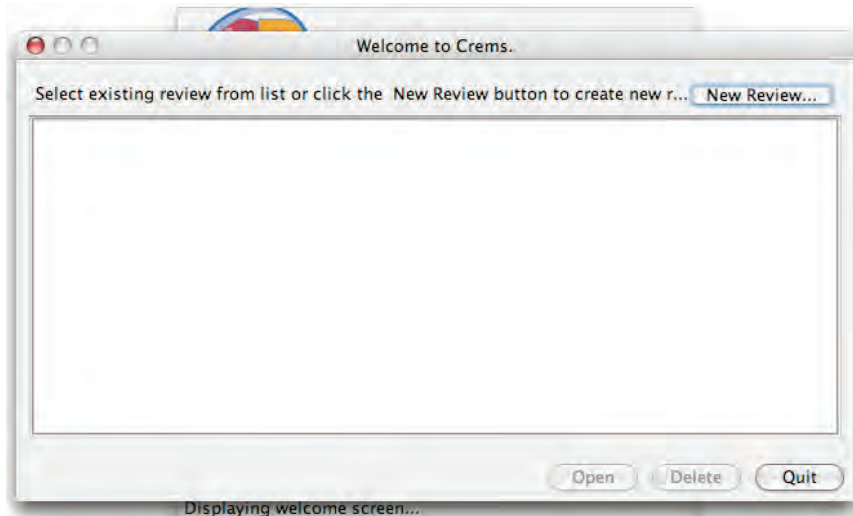 Welcome to Crems.
Select existing review from list or click the New Review button to create new r... New Review...
Open Delete Quit
Displaying welcome screen...